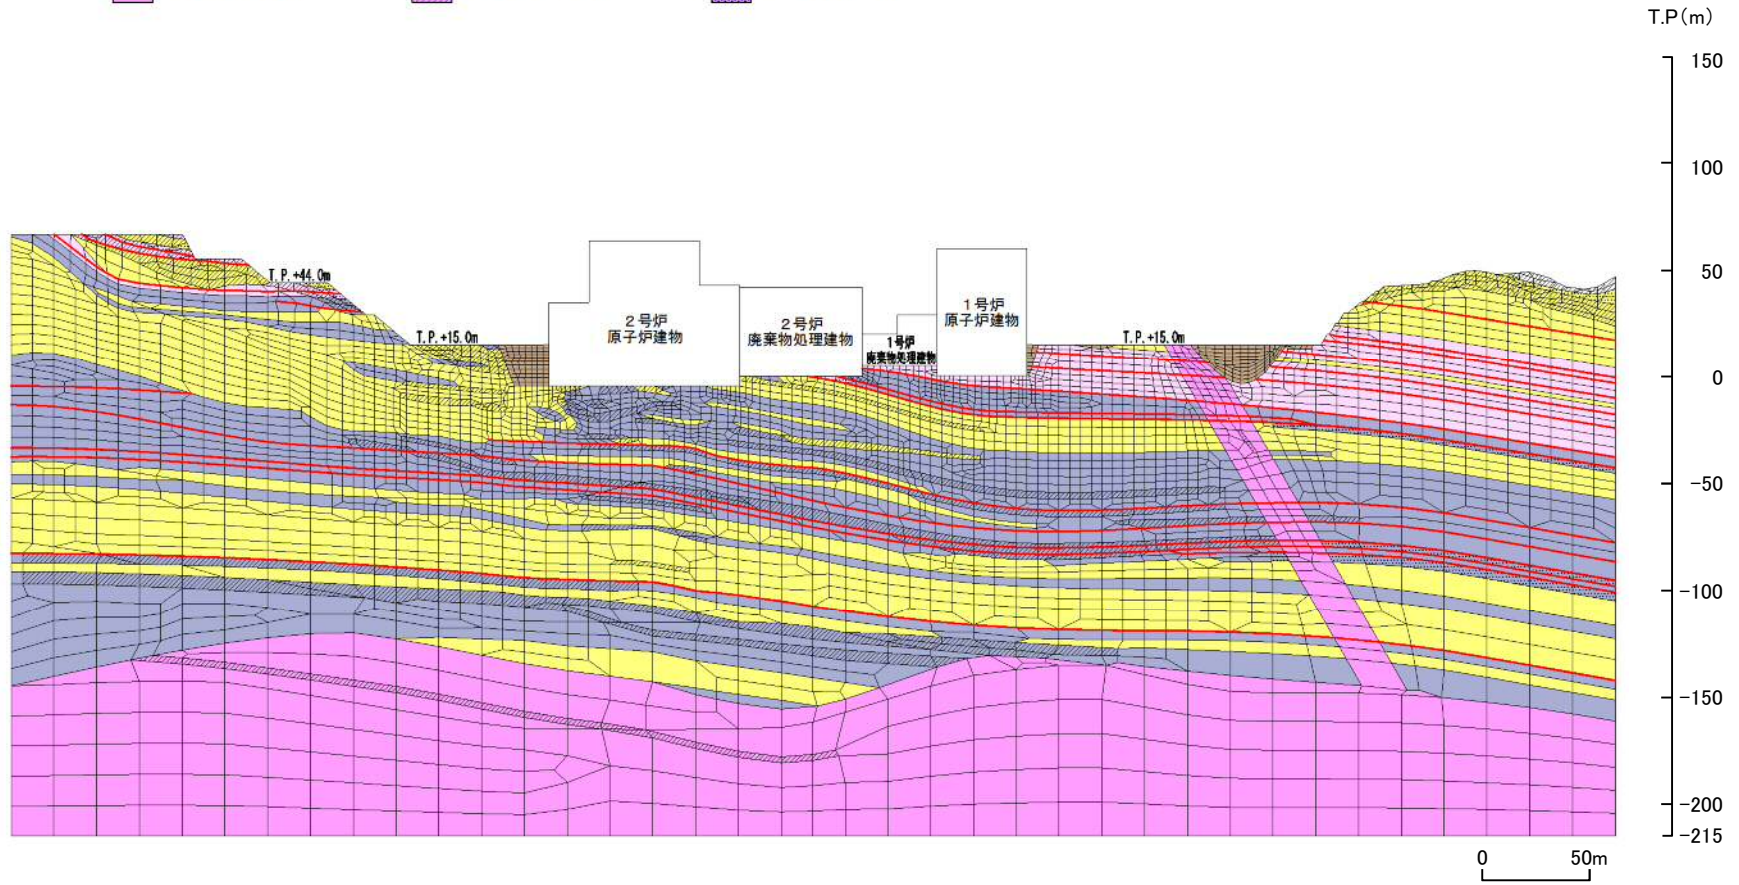 T.P(m)
150
100
50
0
-50
-100
-150
-200
-215
T.P.+44.0m
T.P.+15.0m
2号炉
原子炉建物
2号炉
廃棄物処理建物
1号炉
廃棄物処理建物
1号炉
原子炉建物
T.P.+15.0m
0 50m